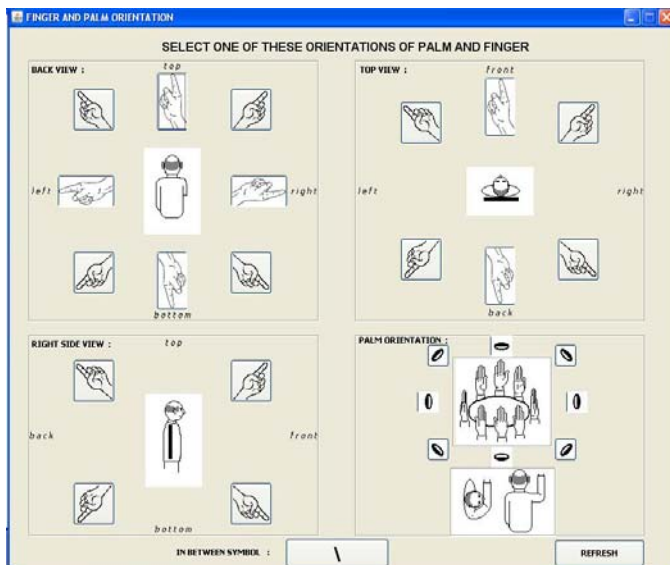 FINGER AND PALM ORIENTATION
SELECT ONE OF THESE ORIENTATIONS OF PALM AND FINGER
BACK VIEW :
top
left
right
bottom
TOP VIEW :
front
left
right
back
RIGHT SIDE VIEW :
top
back
front
bottom
PALM ORIENTATION :
IN BETWEEN SYMBOL :
\
REFRESH